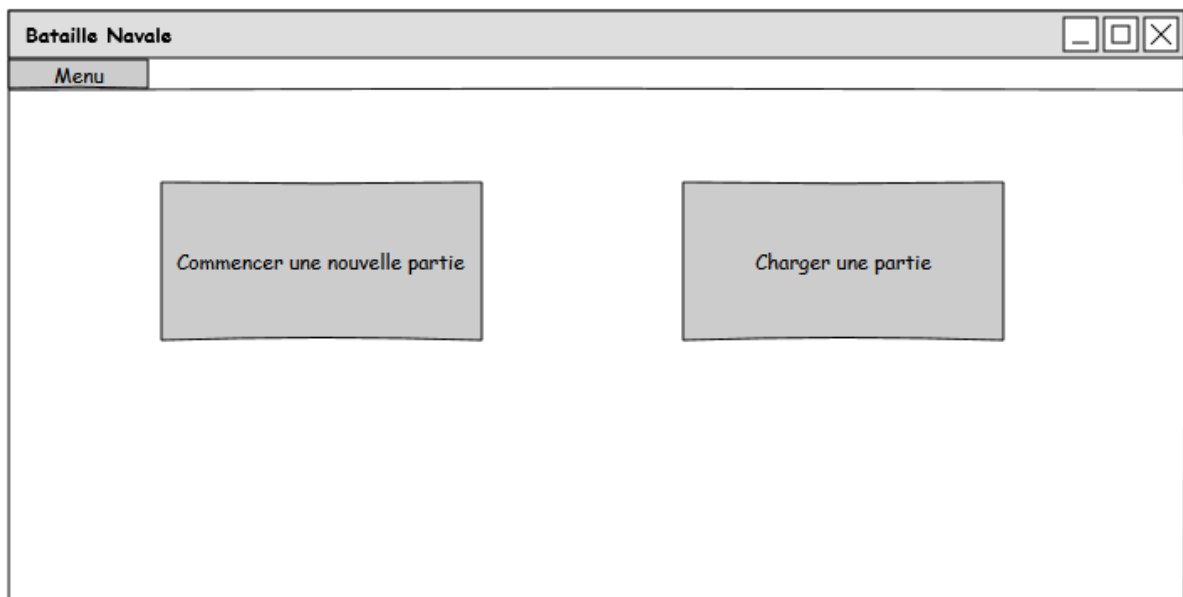 Bataille Navale
Menu
Commencer une nouvelle partie
Charger une partie